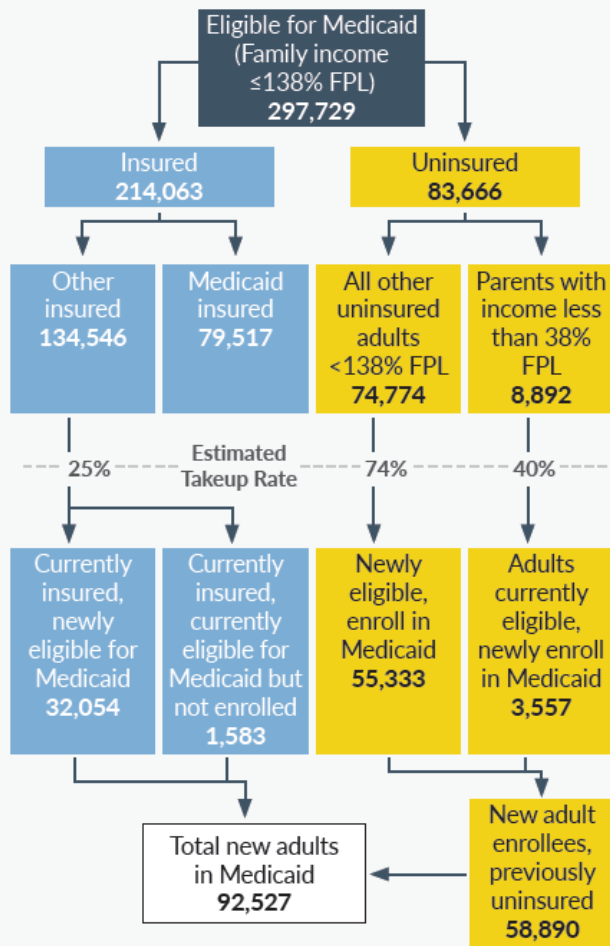 Eligible for Medicaid
(Family income
≤138% FPL)
297,729
Insured
214,063
Uninsured
83,666
Other
insured
134,546
Medicaid
insured
79,517
All other
uninsured
adults
<138% FPL
74,774
Parents with
income less
than 38%
FPL
8,892
25%
Estimated
Takeup Rate
74%
40%
Currently
insured,
newly
eligible for
Medicaid
32,054
Currently
insured,
currently
eligible for
Medicaid but
not enrolled
1,583
Newly
eligible,
enroll in
Medicaid
55,333
Adults
currently
eligible,
newly enroll
in Medicaid
3,557
Total new adults
in Medicaid
92,527
New adult
enrollees,
previously
uninsured
58,890